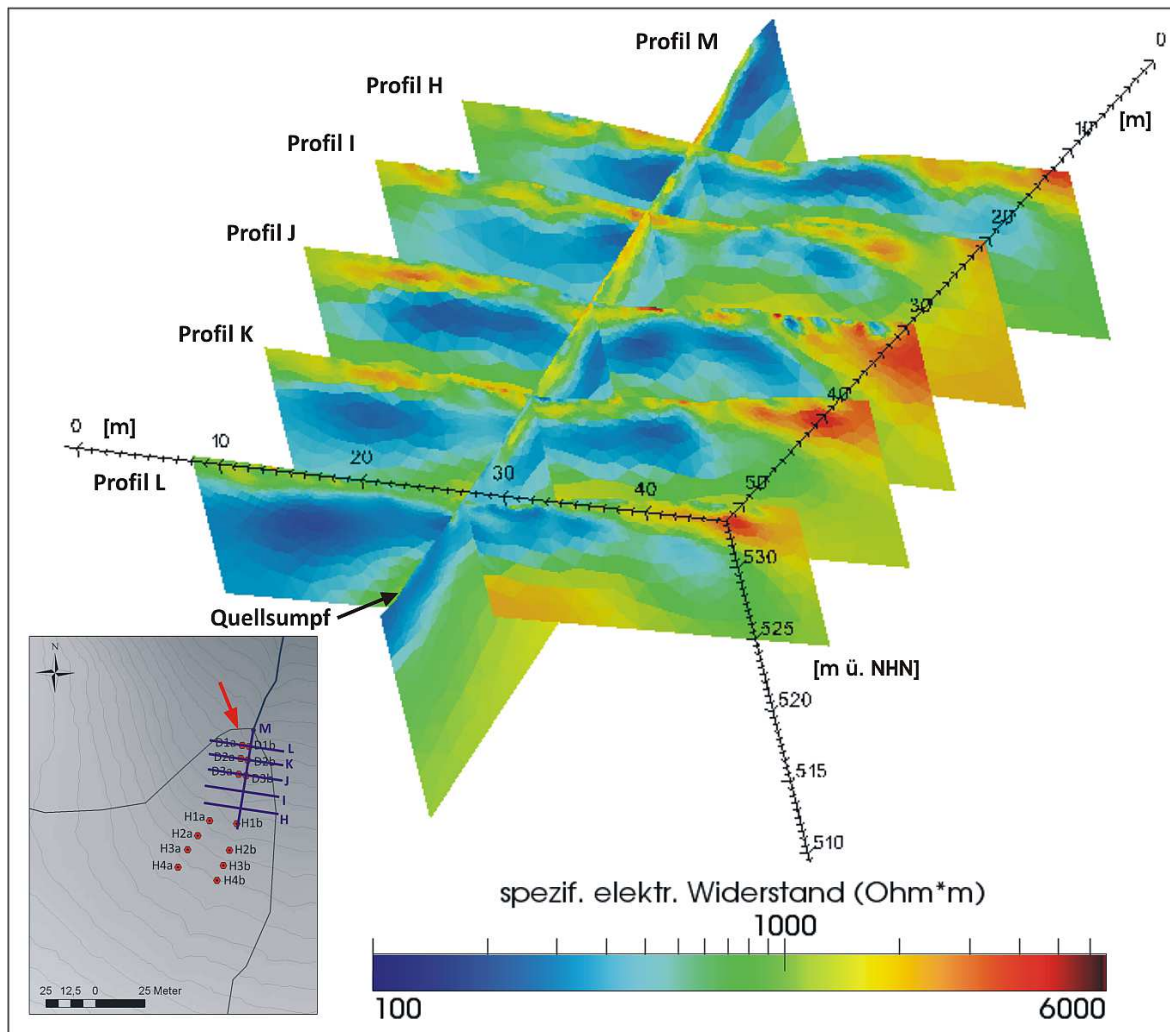 Profil M
Profil H
Profil I
Profil J
Profil K
Profil L
0
10
20
30
40
50
[m]
0
[m]
10
20
30
40
530
525
520
515
510
[m ü. NHN]
Quellsumpf
N
M
D1a
D1b
L
D2a
D2b
K
D3a
D3b
J
I
H
H1a
H1b
H2a
H2b
H3a
H3b
H4a
H4b
25 12,5 0 25 Meter
spezif. elektr. Widerstand (Ohm*m)
1000
100
6000